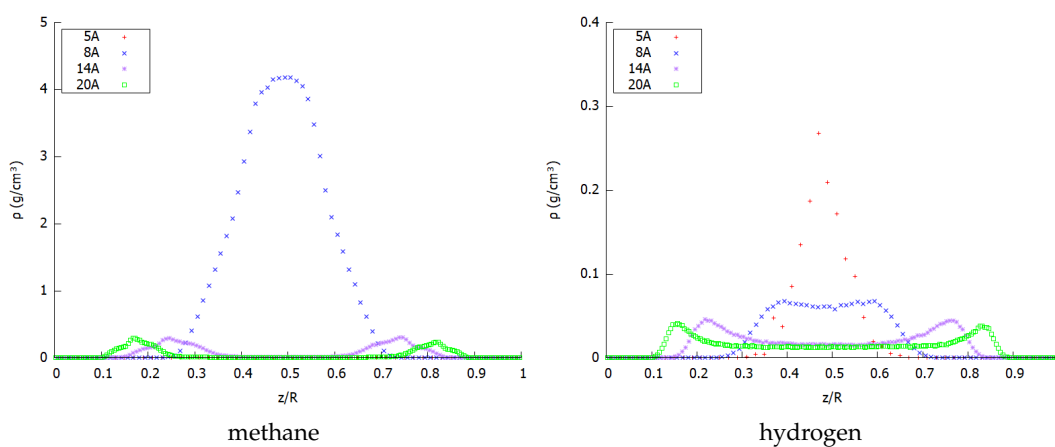 5
4
3
2
1
0
ρ (g/cm³)
5A
8A
14A
20A
0 0.1 0.2 0.3 0.4 0.5 0.6 0.7 0.8 0.9 1
z/R
methane
0.4
0.3
0.2
0.1
0
ρ (g/cm³)
5A
8A
14A
20A
0 0.1 0.2 0.3 0.4 0.5 0.6 0.7 0.8 0.9
z/R
hydrogen